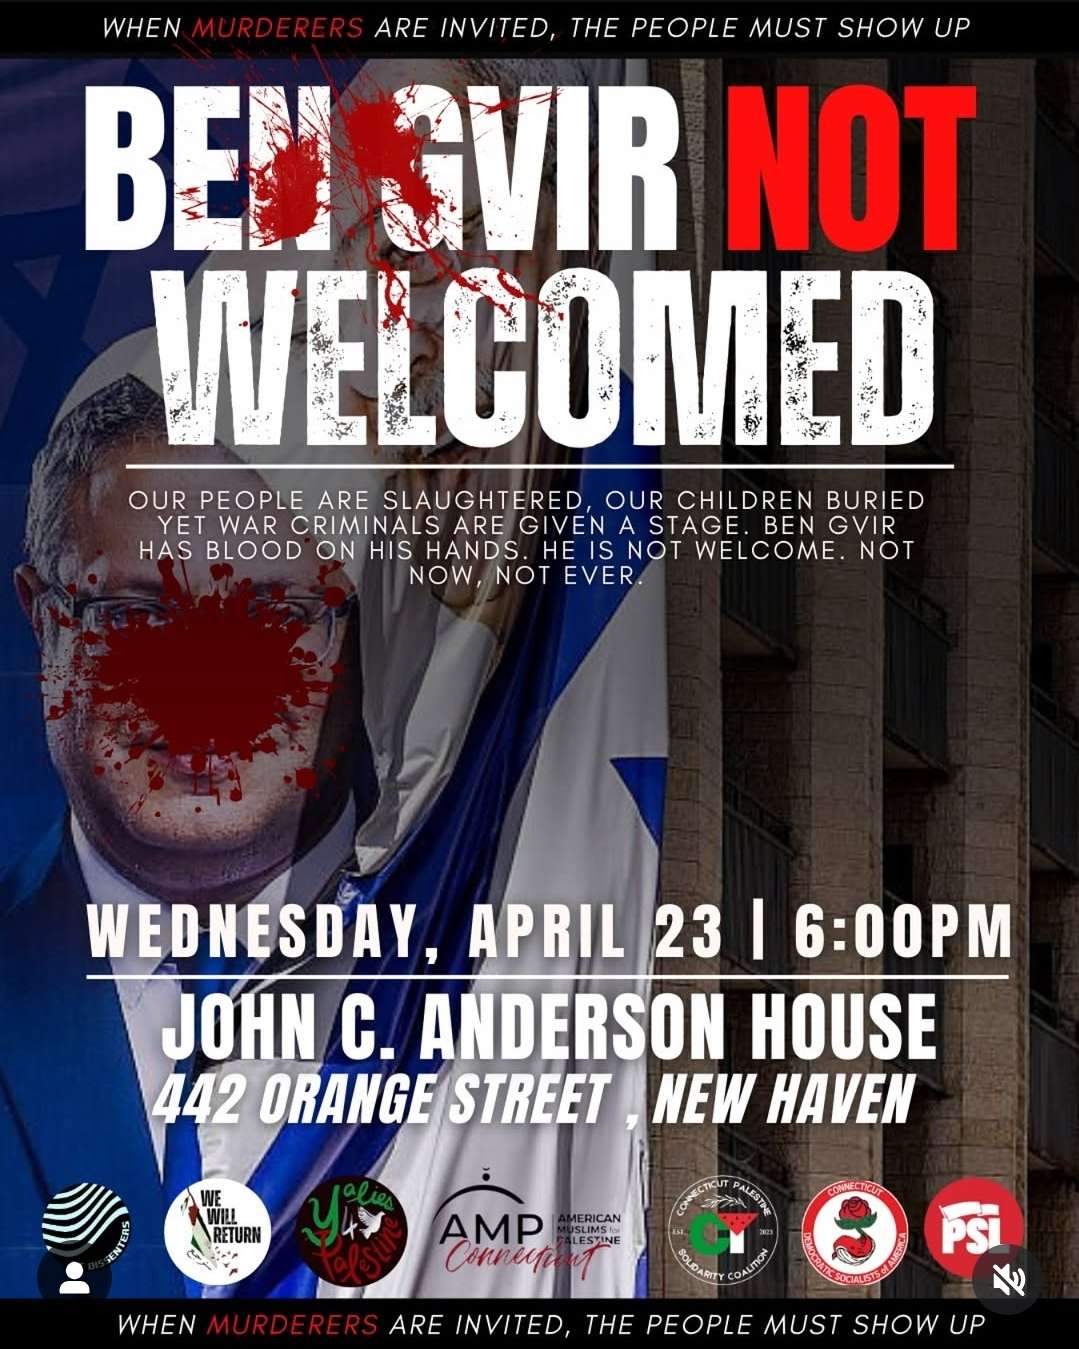 WHEN MURDERERS ARE INVITED, THE PEOPLE MUST SHOW UP
BEN GVIR NOT
WELCOMED
OUR PEOPLE ARE SLAUGHTERED, OUR CHILDREN BURIED
YET WAR CRIMINALS ARE GIVEN A STAGE. BEN GVIR
HAS BLOOD ON HIS HANDS. HE IS NOT WELCOME. NOT
NOW, NOT EVER.
WEDNESDAY, APRIL 23 | 6:00PM
JOHN C. ANDERSON HOUSE
442 ORANGE STREET , NEW HAVEN
DISSENTERS
WE
WILL
RETURN
Yalies
4
Palestine
AMP
Connecticut
AMERICAN
MUSLIMS for
PALESTINE
CONNECTICUT PALESTINE
EST. 2023
CT
SOLIDARITY COALITION
CONNECTICUT
DEMOCRATIC SOCIALISTS of AMERICA
PSL
WHEN MURDERERS ARE INVITED, THE PEOPLE MUST SHOW UP